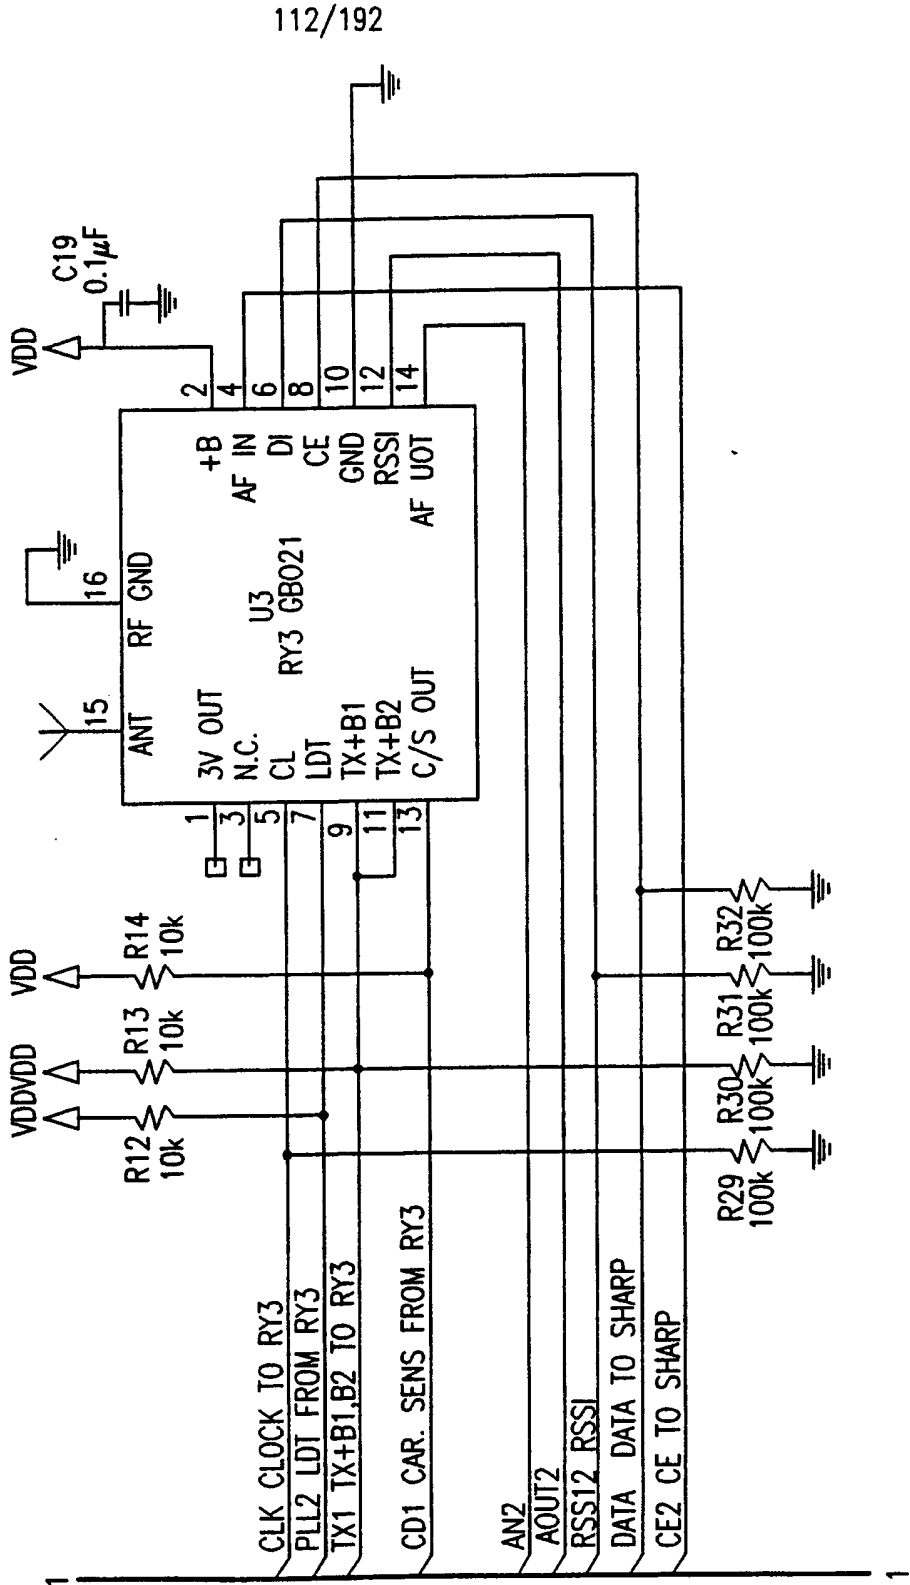 112/192
VDD
C19
0.1μF
2
4
6
8
10
12
14
+B
AF IN
DI
CE
GND
RSSI
AF UOT
16
RF GND
U3
RY3 GB021
15
ANT
3V OUT
N.C.
CL
LDT
TX+B1
TX+B2
C/S OUT
1
3
5
7
9
11
13
VDD
R14
10k
VDDVDD
R13
10k
R12
10k
R32
100k
R31
100k
R30
100k
R29
100k
CLK CLOCK TO RY3
PLL2 LDT FROM RY3
TX1 TX+B1,B2 TO RY3
CD1 CAR. SENS FROM RY3
AN2
AOUT2
RSS12 RSSI
DATA DATA TO SHARP
CE2 CE TO SHARP
1
1